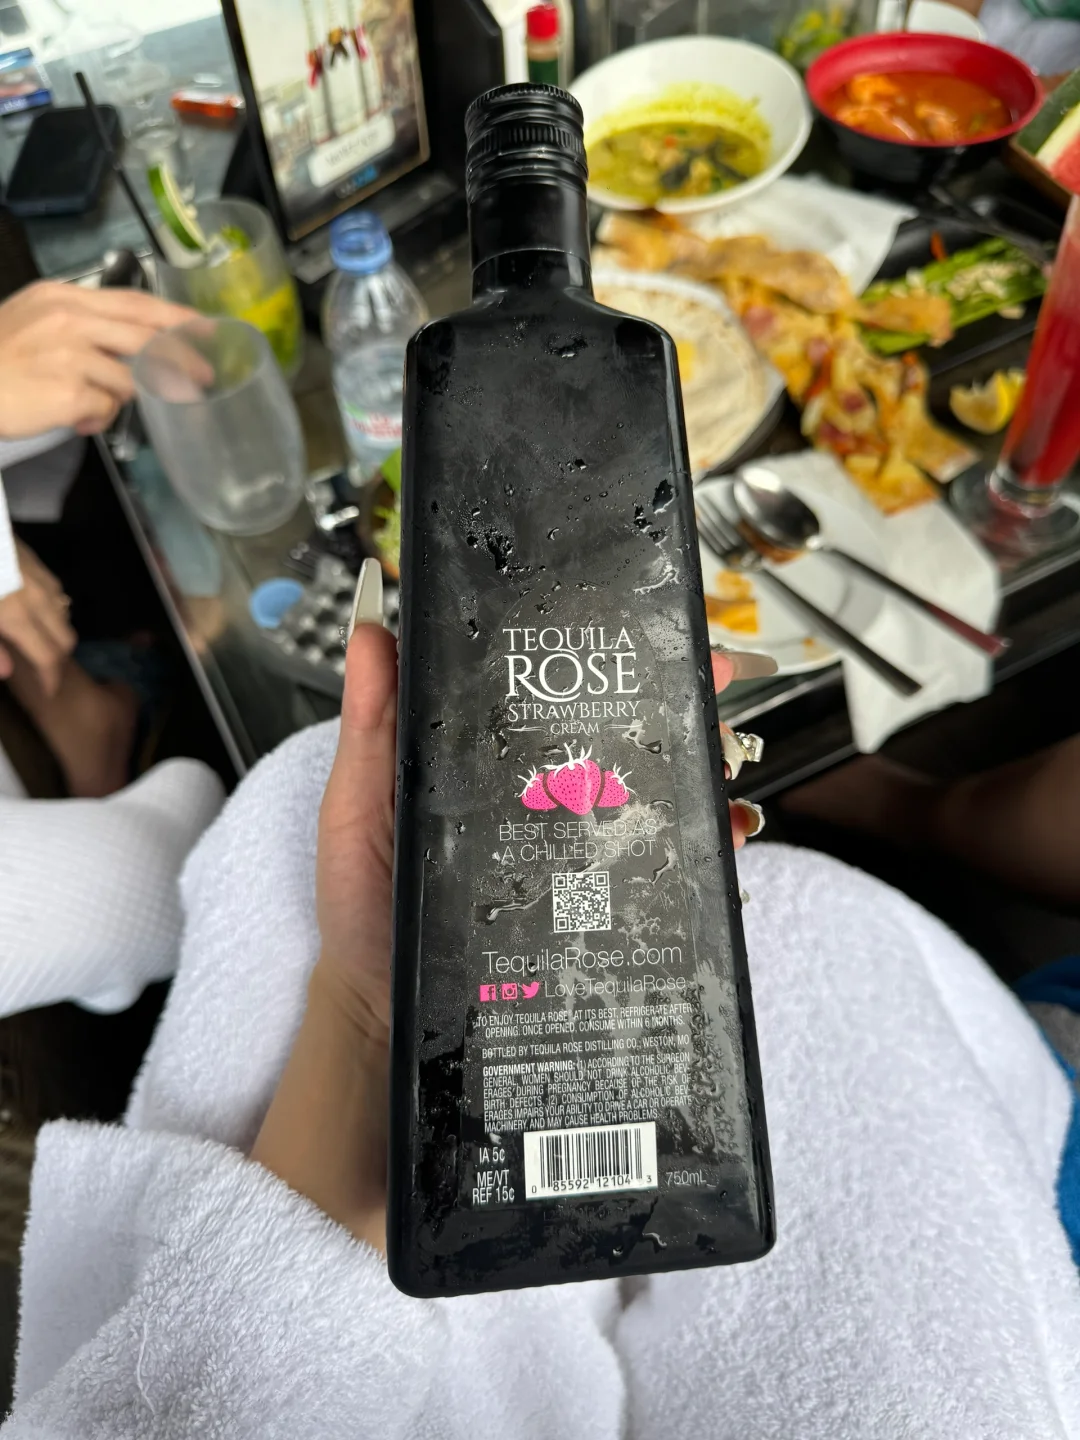 TEQUILA
ROSE
STRAWBERRY
CREAM
BEST SERVED AS
A CHILLED SHOT
TequilaRose.com
LoveTequilaRose
TO ENJOY TEQUILA ROSE® AT ITS BEST, REFRIGERATE AFTER
OPENING. ONCE OPENED, CONSUME WITHIN 6 MONTHS.
BOTTLED BY TEQUILA ROSE DISTILLING CO., WESTON, MO
GOVERNMENT WARNING: (1) ACCORDING TO THE SURGEON
GENERAL, WOMEN SHOULD NOT DRINK ALCOHOLIC BEV-
ERAGES DURING PREGNANCY BECAUSE OF THE RISK OF
BIRTH DEFECTS. (2) CONSUMPTION OF ALCOHOLIC BEV-
ERAGES IMPAIRS YOUR ABILITY TO DRIVE A CAR OR OPERATE
MACHINERY, AND MAY CAUSE HEALTH PROBLEMS.
IA 5¢
ME/VT
REF 15¢
0 85592 12104 3
750mL